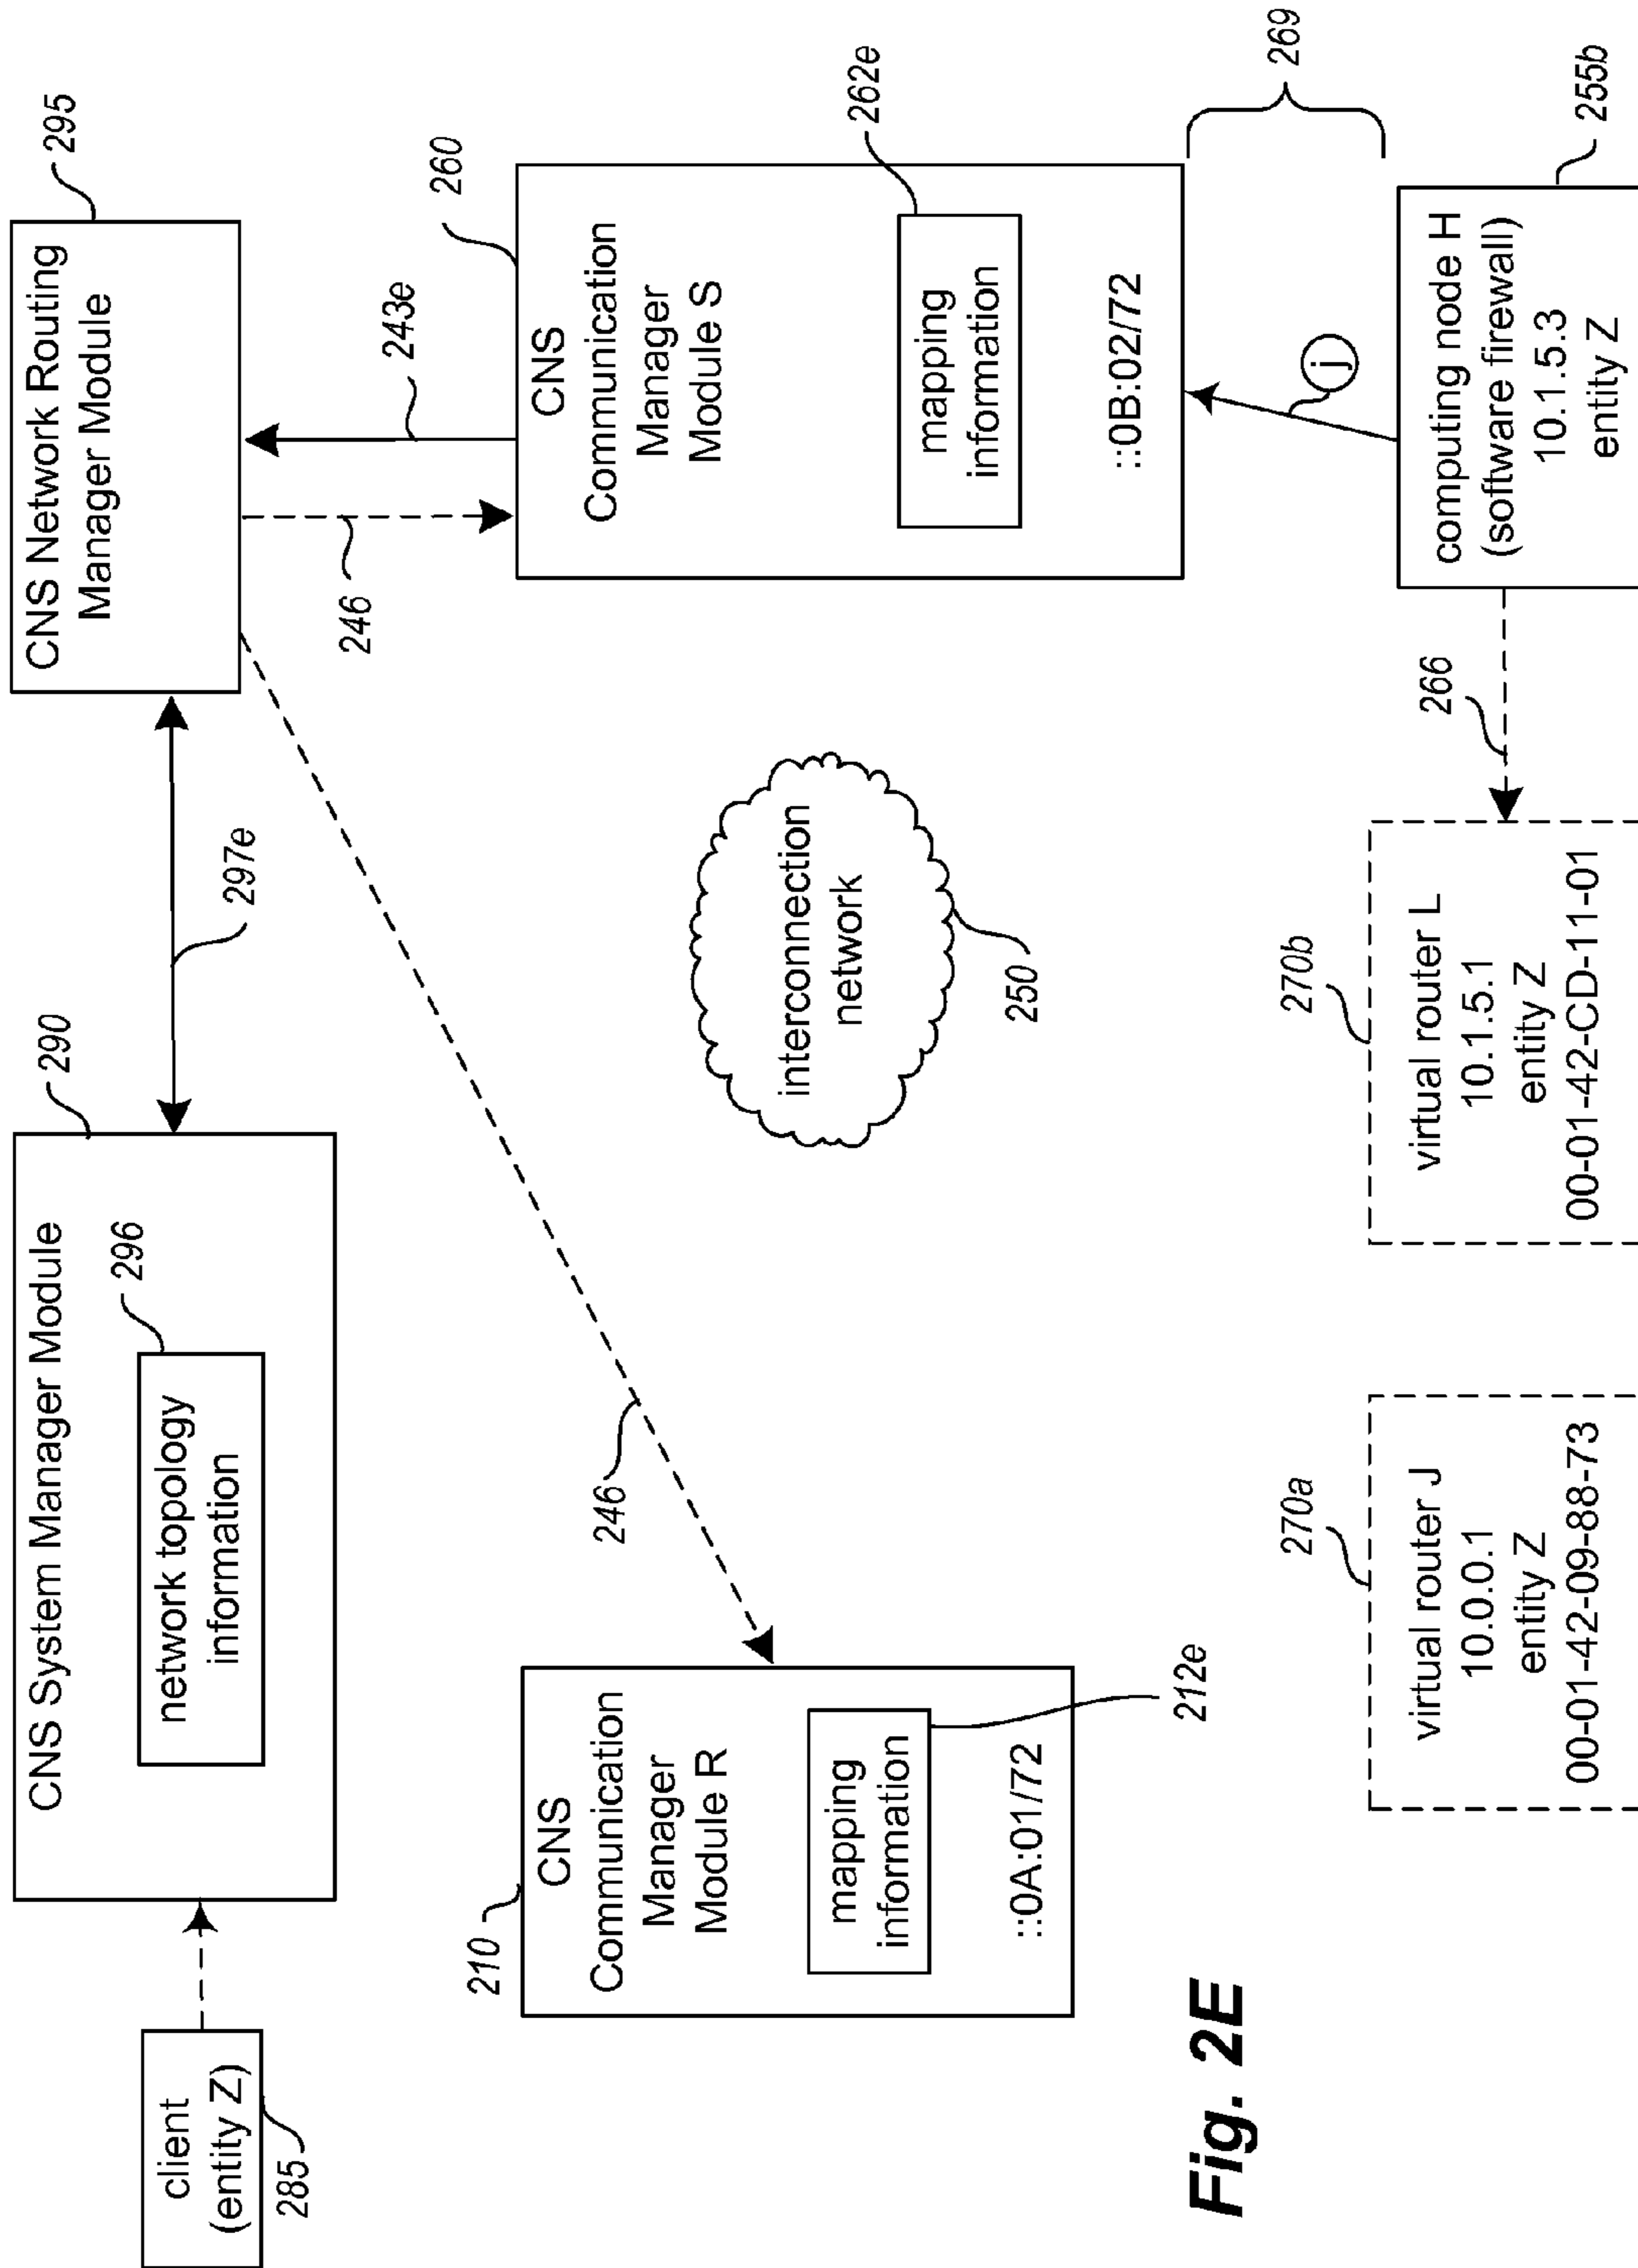 client
(entity Z)
285
CNS System Manager Module
290
network topology
information
296
297e
CNS Network Routing
Manager Module
295
246
243e
246
210
CNS
Communication
Manager
Module R
mapping
information
212e
::0A:01/72
interconnection
network
250
260
CNS
Communication
Manager
Module S
mapping
information
262e
::0B:02/72
269
j
270a
virtual router J
10.0.0.1
entity Z
00-01-42-09-88-73
270b
virtual router L
10.1.5.1
entity Z
00-01-42-CD-11-01
266
computing node H
(software firewall)
10.1.5.3
entity Z
255b
Fig. 2E